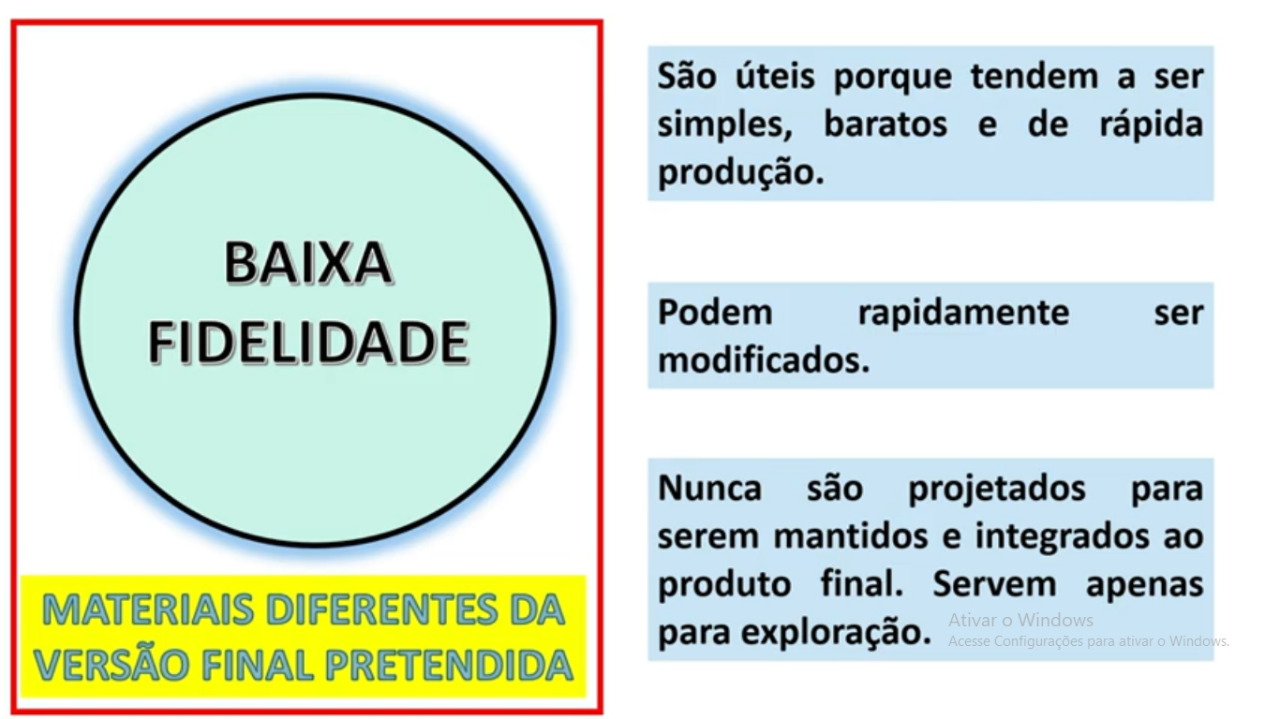 BAIXA
FIDELIDADE
MATERIAIS DIFERENTES DA
VERSÃO FINAL PRETENDIDA
São úteis porque tendem a ser
simples, baratos e de rápida
produção.
Podem rapidamente ser
modificados.
Nunca são projetados para
serem mantidos e integrados ao
produto final. Servem apenas
para exploração.
Ativar o Windows
Acesse Configurações para ativar o Windows.